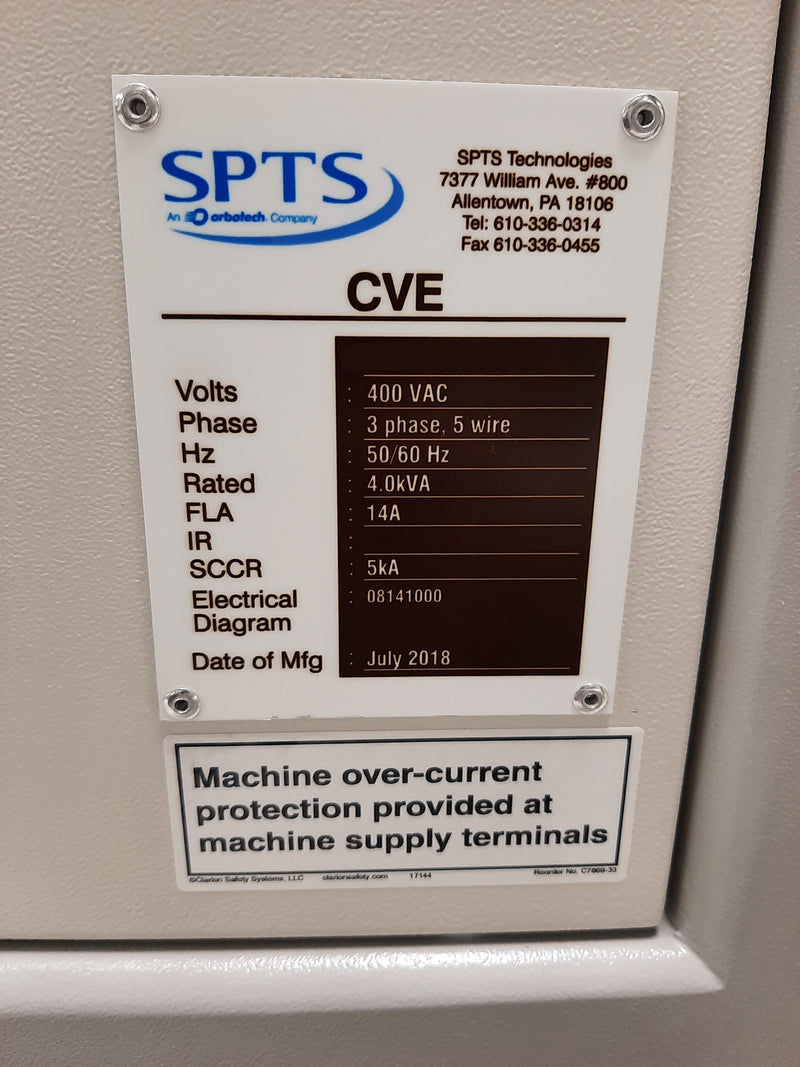 SPTS
An orbotech Company
SPTS Technologies
7377 William Ave. #800
Allentown, PA 18106
Tel: 610-336-0314
Fax 610-336-0455
CVE
Volts : 400 VAC
Phase : 3 phase, 5 wire
Hz : 50/60 Hz
Rated : 4.0kVA
FLA : 14A
IR :
SCCR : 5kA
Electrical : 08141000
Diagram
Date of Mfg : July 2018
Machine over-current
protection provided at
machine supply terminals
©Clarion Safety Systems, LLC clarionsafety.com 17144 Reorder No. C7869-33